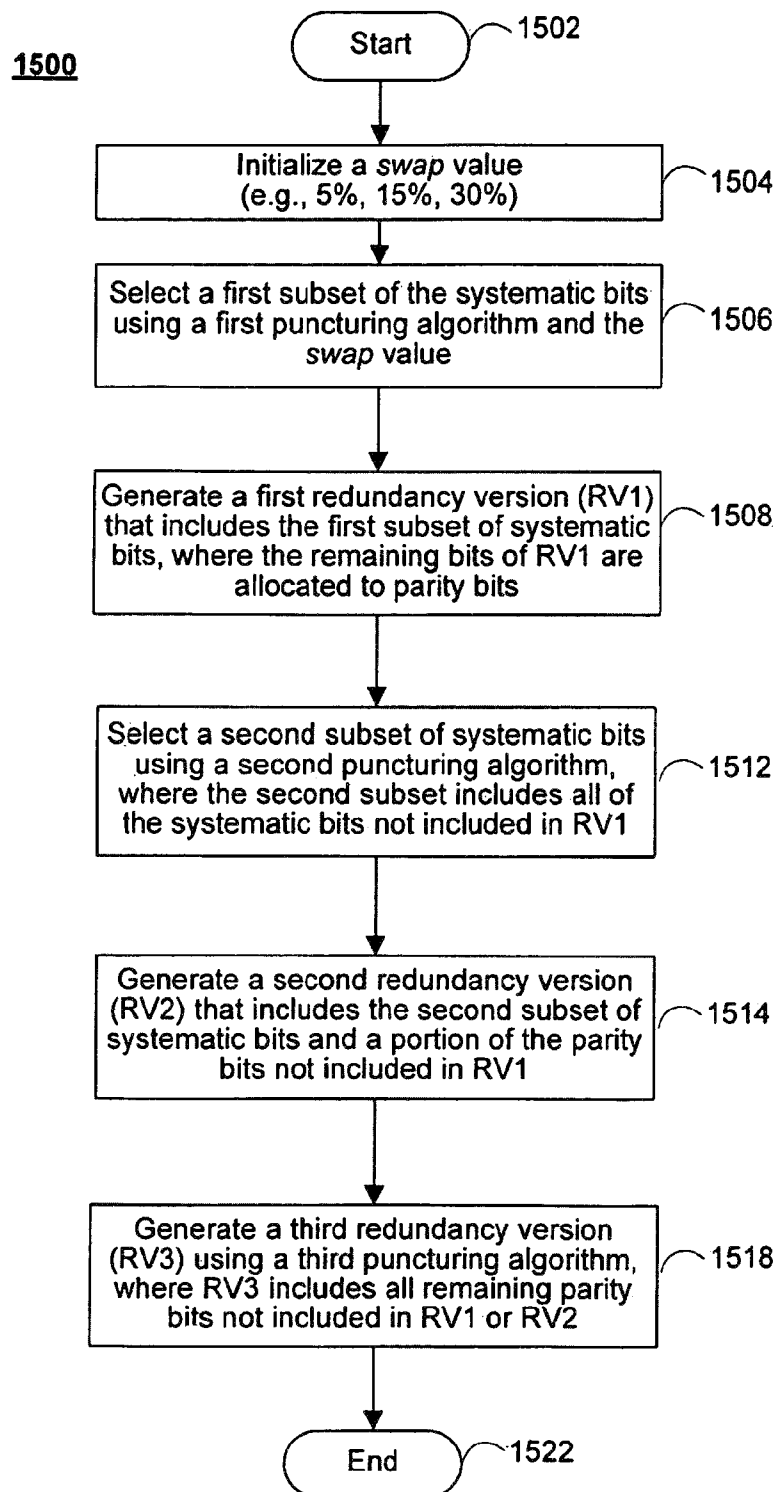 1500
Start
1502
Initialize a swap value
(e.g., 5%, 15%, 30%)
1504
Select a first subset of the systematic bits
using a first puncturing algorithm and the
swap value
1506
Generate a first redundancy version (RV1)
that includes the first subset of systematic
bits, where the remaining bits of RV1 are
allocated to parity bits
1508
Select a second subset of systematic bits
using a second puncturing algorithm,
where the second subset includes all of
the systematic bits not included in RV1
1512
Generate a second redundancy version
(RV2) that includes the second subset of
systematic bits and a portion of the parity
bits not included in RV1
1514
Generate a third redundancy version
(RV3) using a third puncturing algorithm,
where RV3 includes all remaining parity
bits not included in RV1 or RV2
1518
End
1522